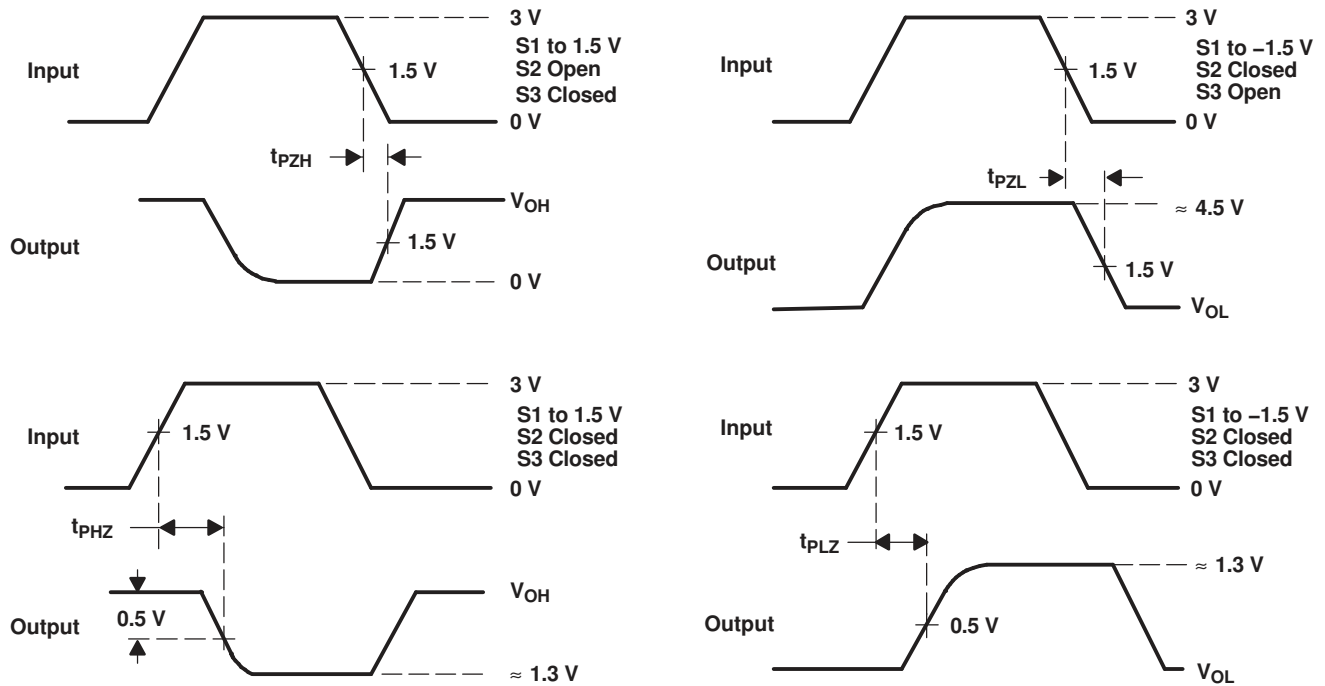 3 V
S1 to 1.5 V
S2 Open
S3 Closed
Input
1.5 V
0 V
tPZH
VOH
Output
1.5 V
0 V
3 V
S1 to −1.5 V
S2 Closed
S3 Open
Input
1.5 V
0 V
tPZL
≈ 4.5 V
Output
1.5 V
VOL
3 V
S1 to 1.5 V
S2 Closed
S3 Closed
Input
1.5 V
0 V
tPHZ
VOH
0.5 V
Output
≈ 1.3 V
3 V
S1 to −1.5 V
S2 Closed
S3 Closed
Input
1.5 V
0 V
tPLZ
≈ 1.3 V
Output
0.5 V
VOL